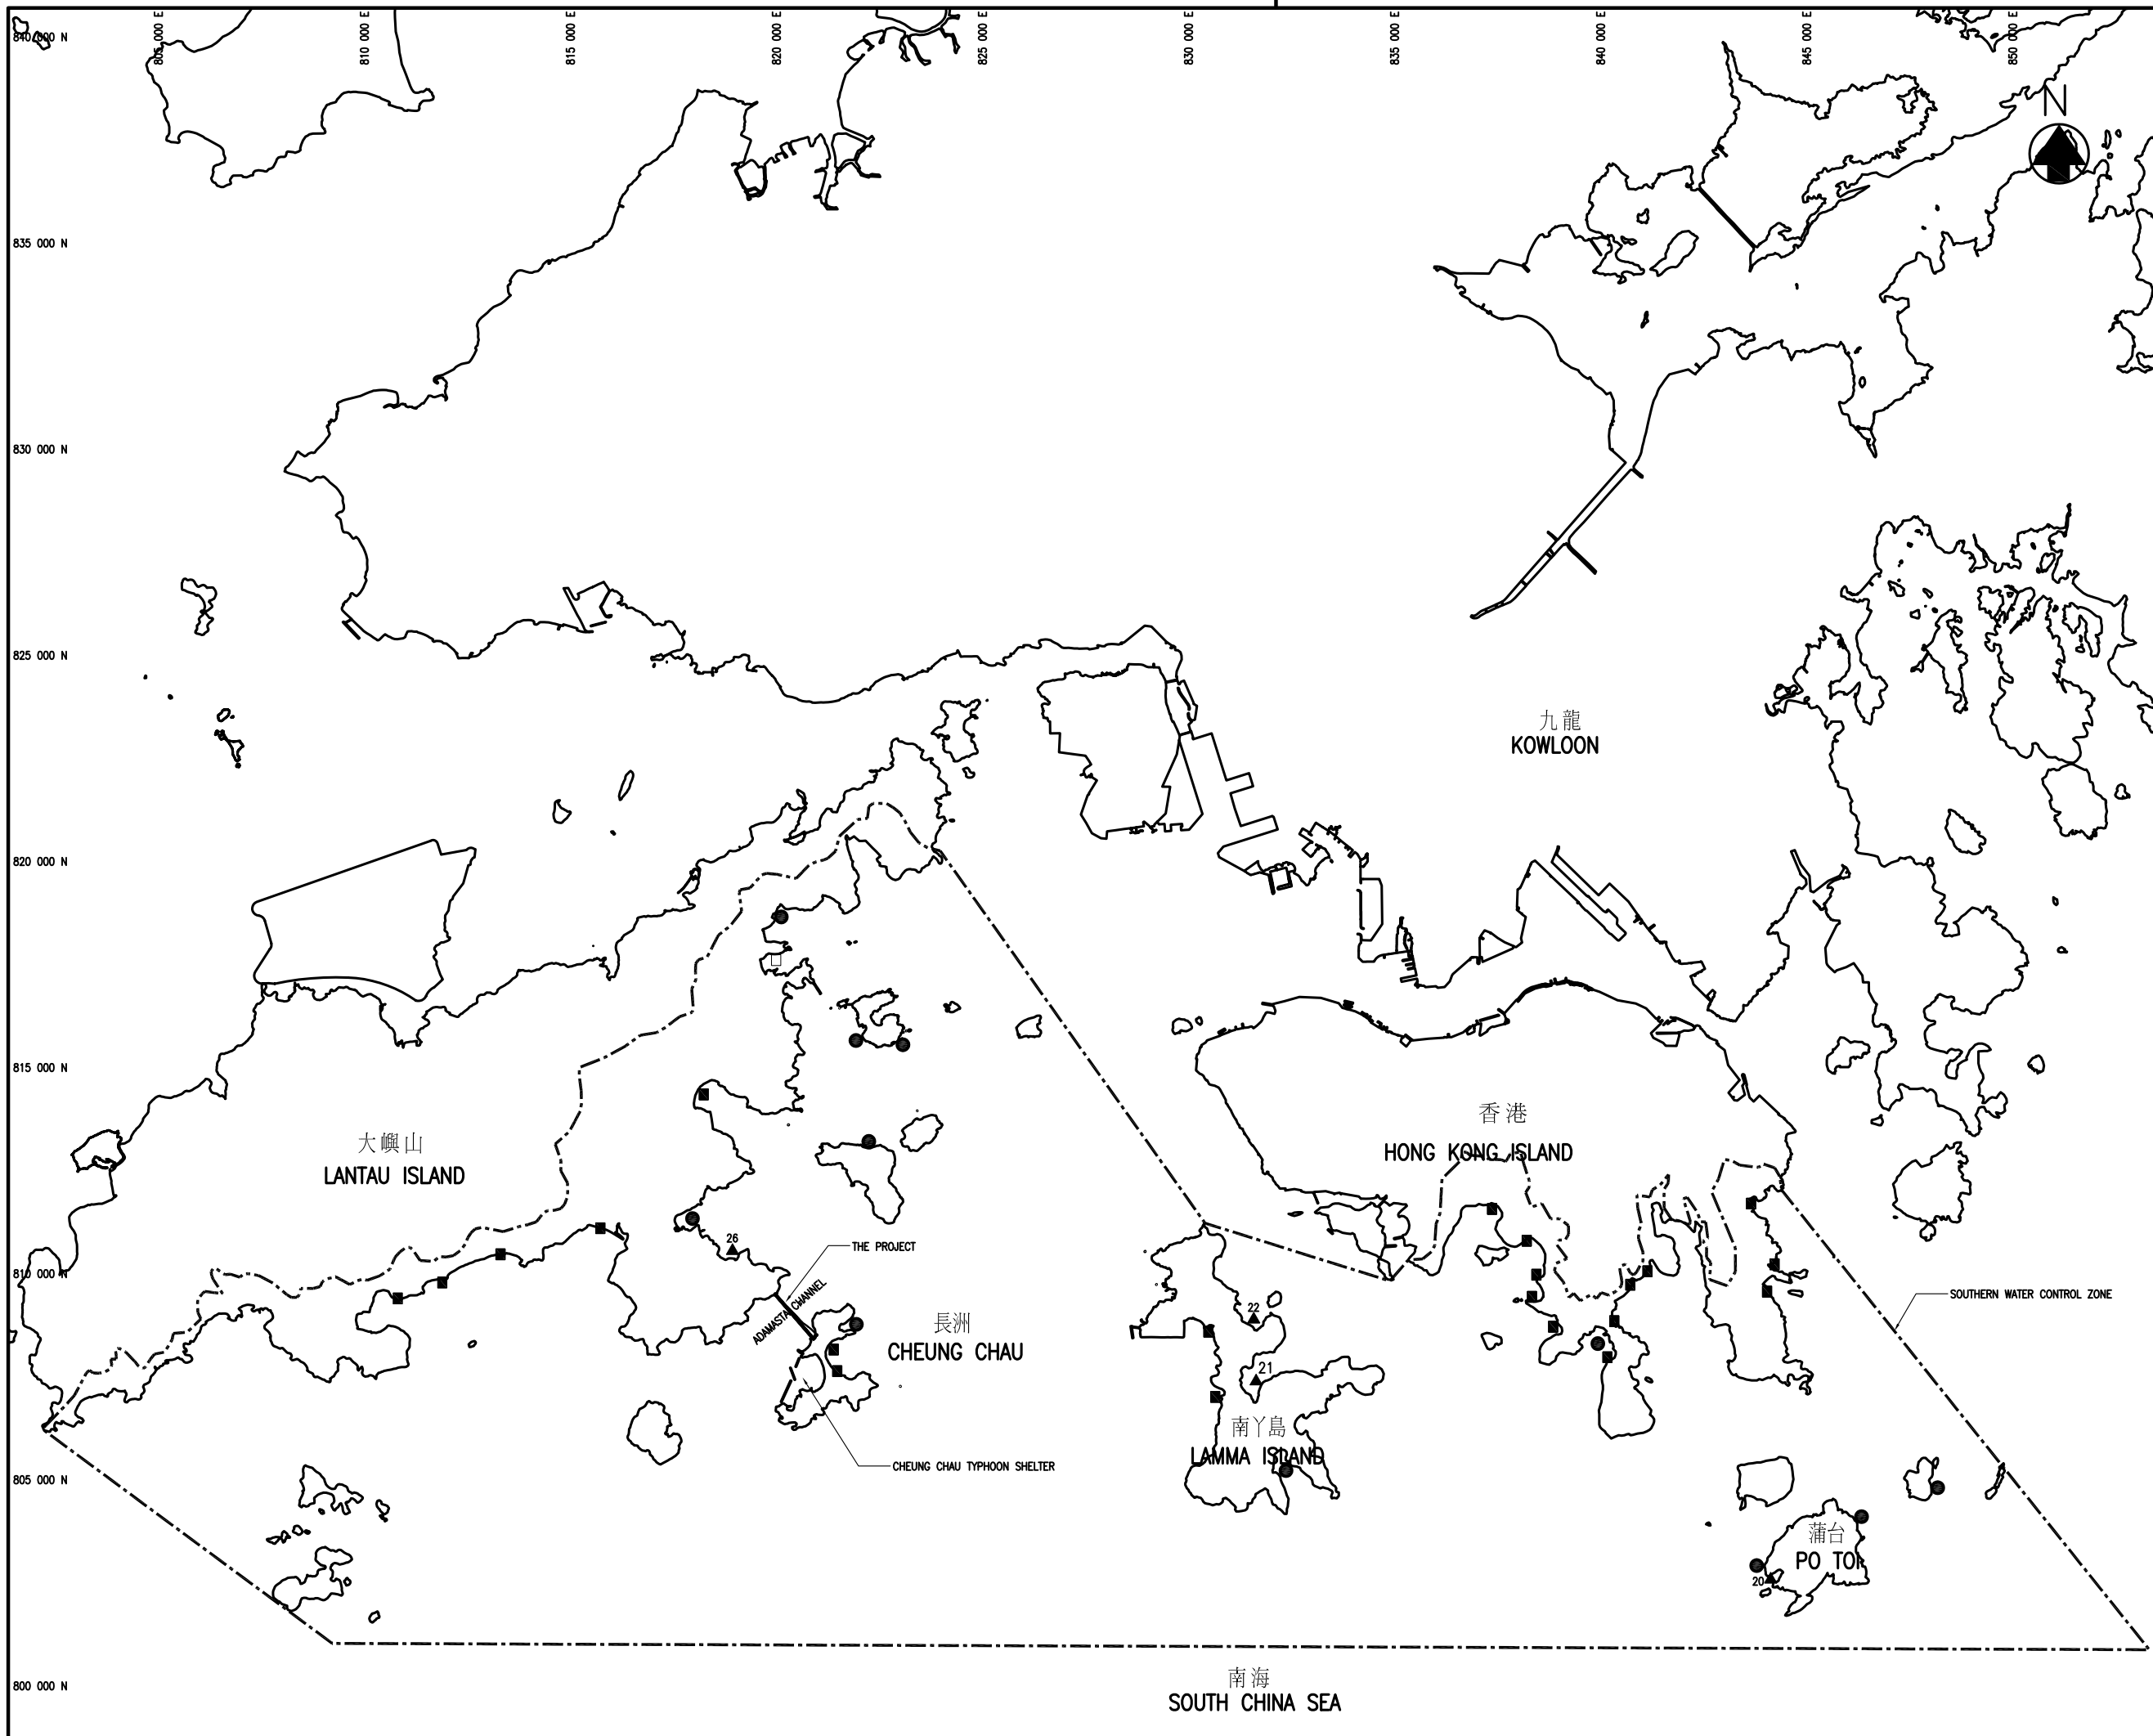 805 000 E
810 000 E
815 000 E
820 000 E
825 000 E
830 000 E
835 000 E
840 000 E
845 000 E
850 000 E
840 000 N
N
835 000 N
830 000 N
825 000 N
九龍
KOWLOON
820 000 N
815 000 N
香港
HONG KONG ISLAND
大嶼山
LANTAU ISLAND
26
THE PROJECT
810 000 N
ADAMASTA CHANNEL
SOUTHERN WATER CONTROL ZONE
22
長洲
CHEUNG CHAU
21
南丫島
LAMMA ISLAND
CHEUNG CHAU TYPHOON SHELTER
805 000 N
蒲台
PO TOI
20
800 000 N
南海
SOUTH CHINA SEA